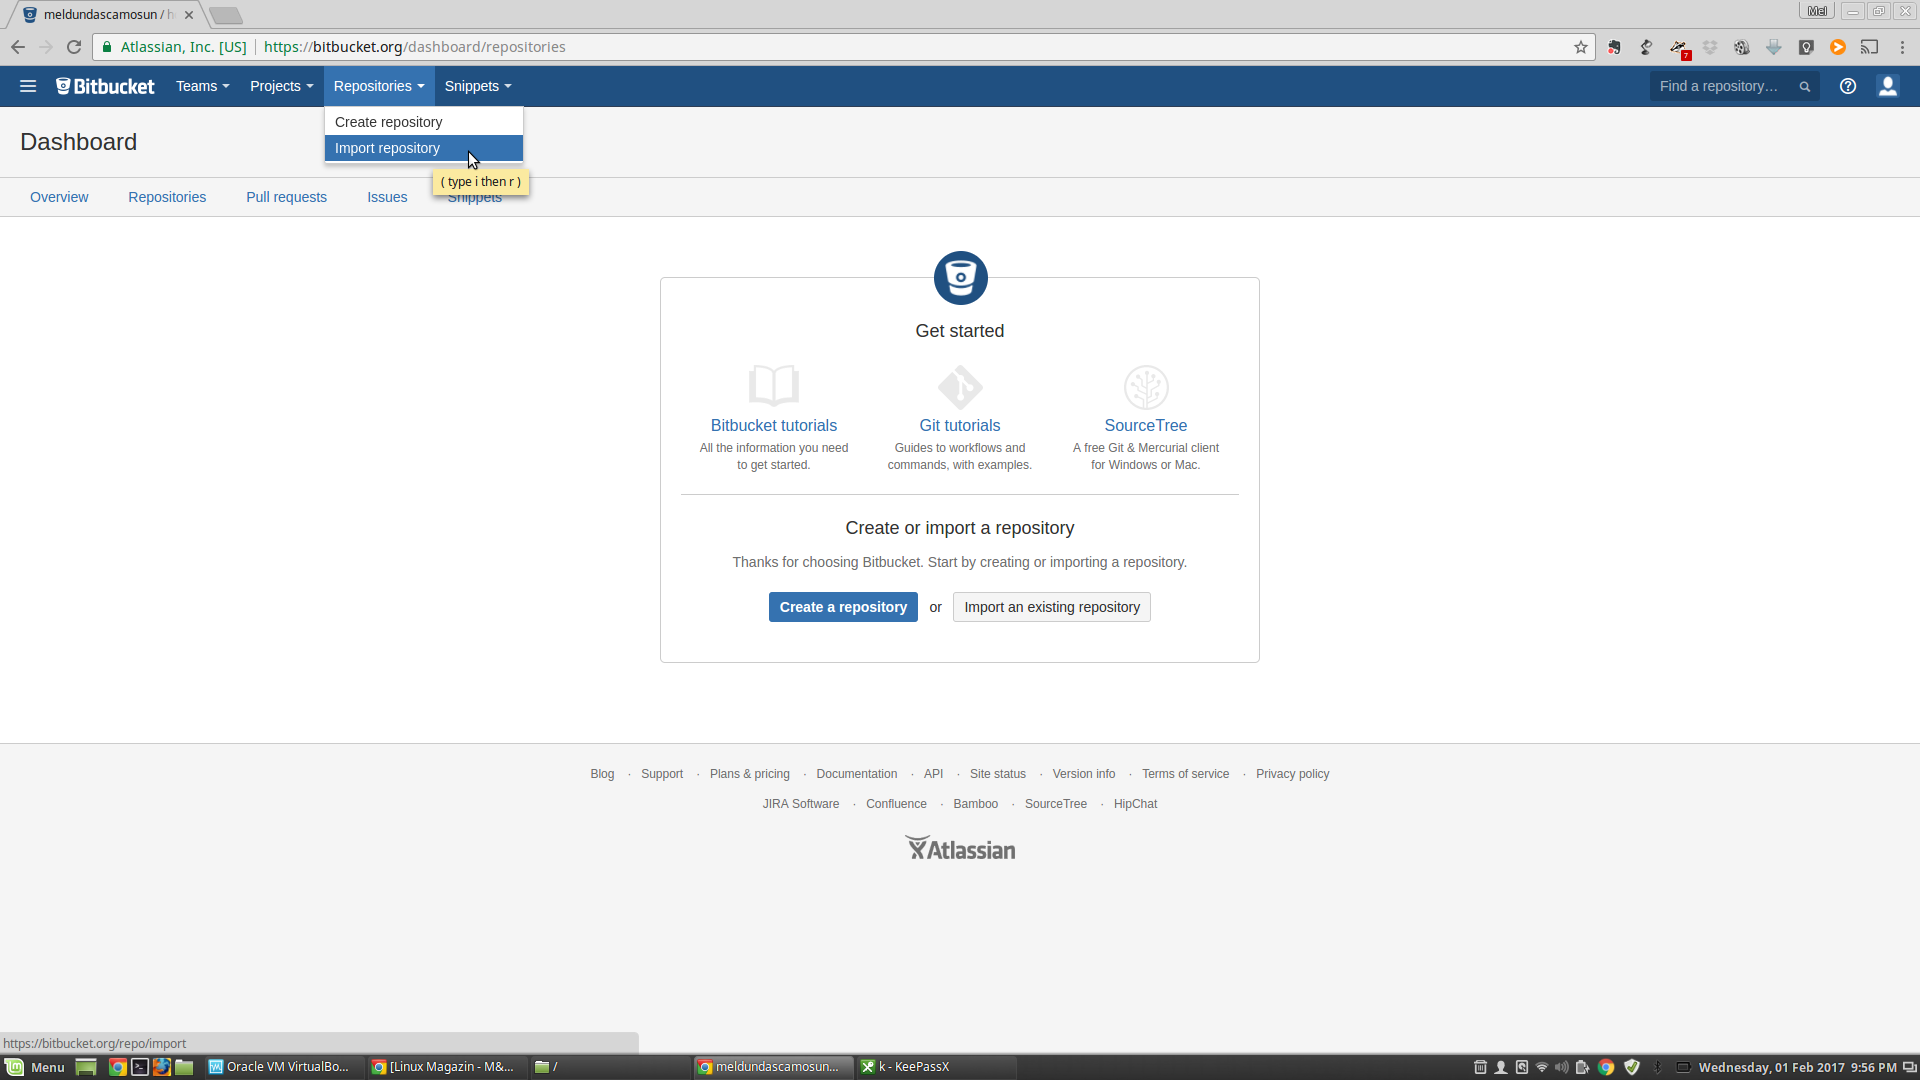 meldundascamosun / h
Mel
Atlassian, Inc. [US] https://bitbucket.org/dashboard/repositories
7
Bitbucket Teams Projects Repositories Snippets Find a repository…
Create repository
Dashboard
Import repository
( type i then r )
Overview Repositories Pull requests Issues Snippets
Get started
Bitbucket tutorials Git tutorials SourceTree
All the information you need Guides to workflows and A free Git & Mercurial client
to get started. commands, with examples. for Windows or Mac.
Create or import a repository
Thanks for choosing Bitbucket. Start by creating or importing a repository.
Create a repository or Import an existing repository
Blog · Support · Plans & pricing · Documentation · API · Site status · Version info · Terms of service · Privacy policy
JIRA Software · Confluence · Bamboo · SourceTree · HipChat
Atlassian
https://bitbucket.org/repo/import
Menu Oracle VM VirtualBo... [Linux Magazin - M&... / meldundascamosun... k - KeePassX Wednesday, 01 Feb 2017 9:56 PM